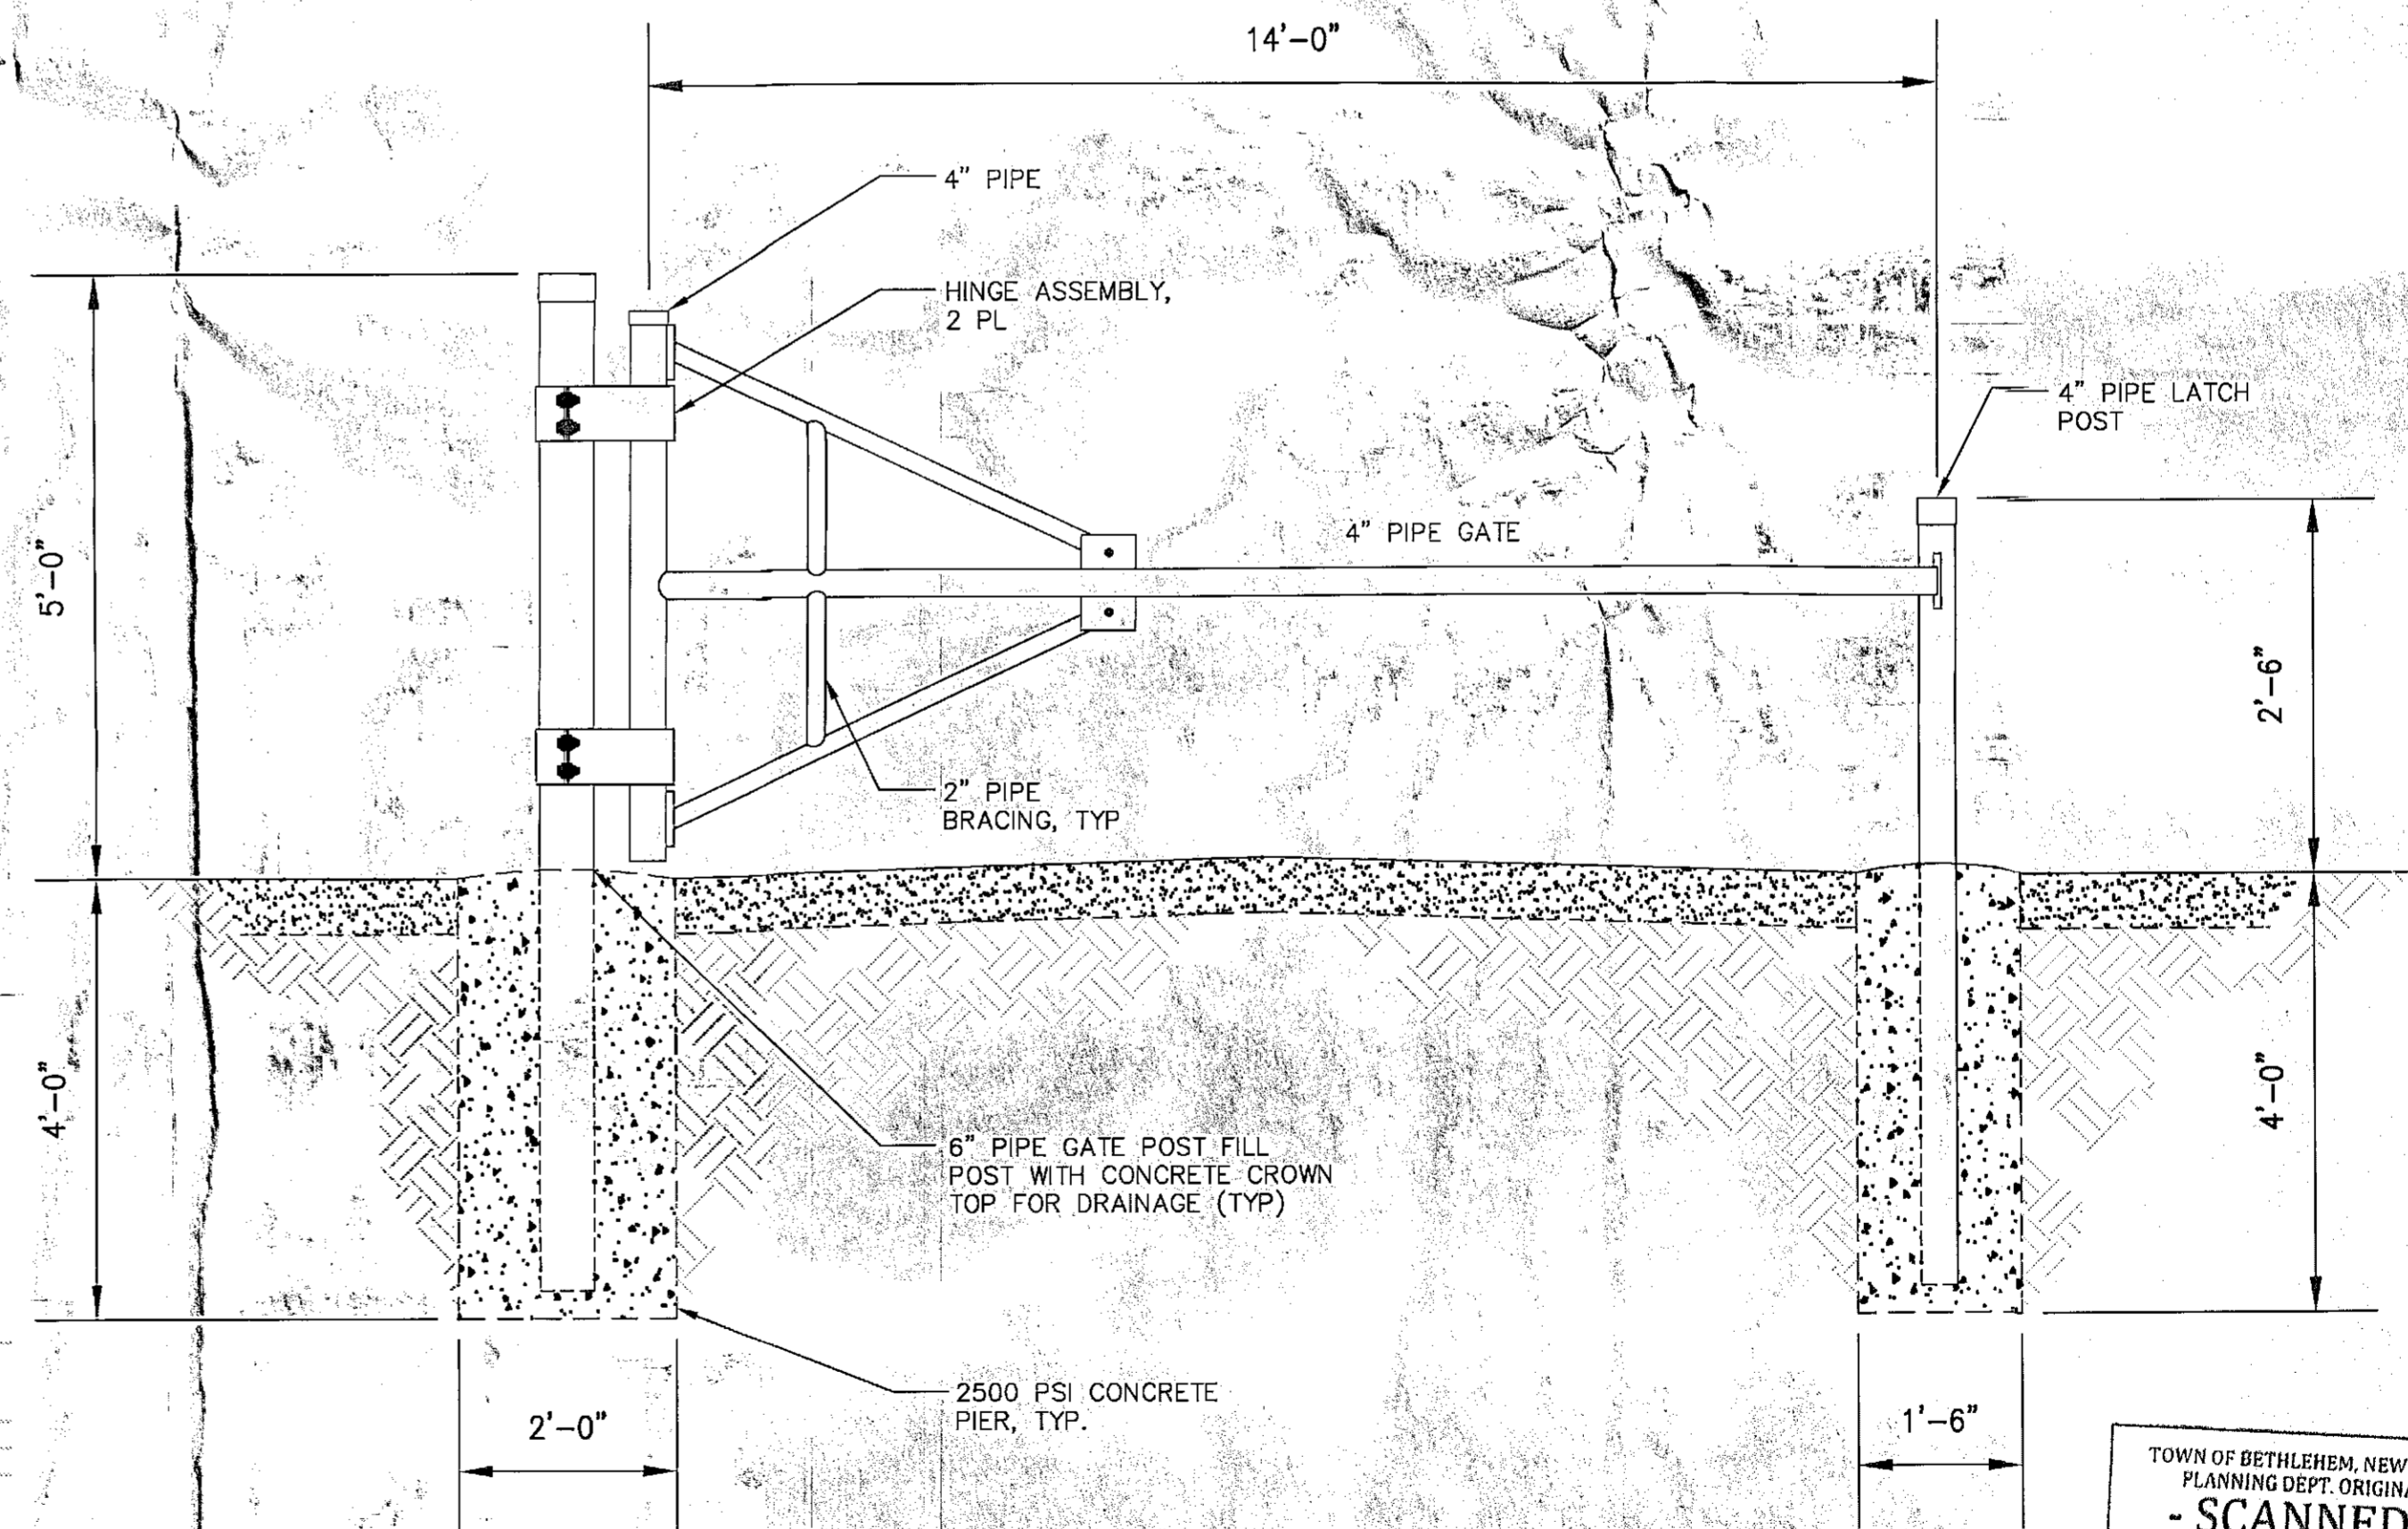 14'-0"
4" PIPE
HINGE ASSEMBLY,
2 PL
4" PIPE LATCH
POST
4" PIPE GATE
5'-0"
2'-6"
2" PIPE
BRACING, TYP
4'-0"
4'-0"
6" PIPE GATE POST FILL
POST WITH CONCRETE CROWN
TOP FOR DRAINAGE (TYP)
2500 PSI CONCRETE
PIER, TYP.
2'-0"
1'-6"
TOWN OF BETHLEHEM, NEW
PLANNING DEPT.
- SCANNED